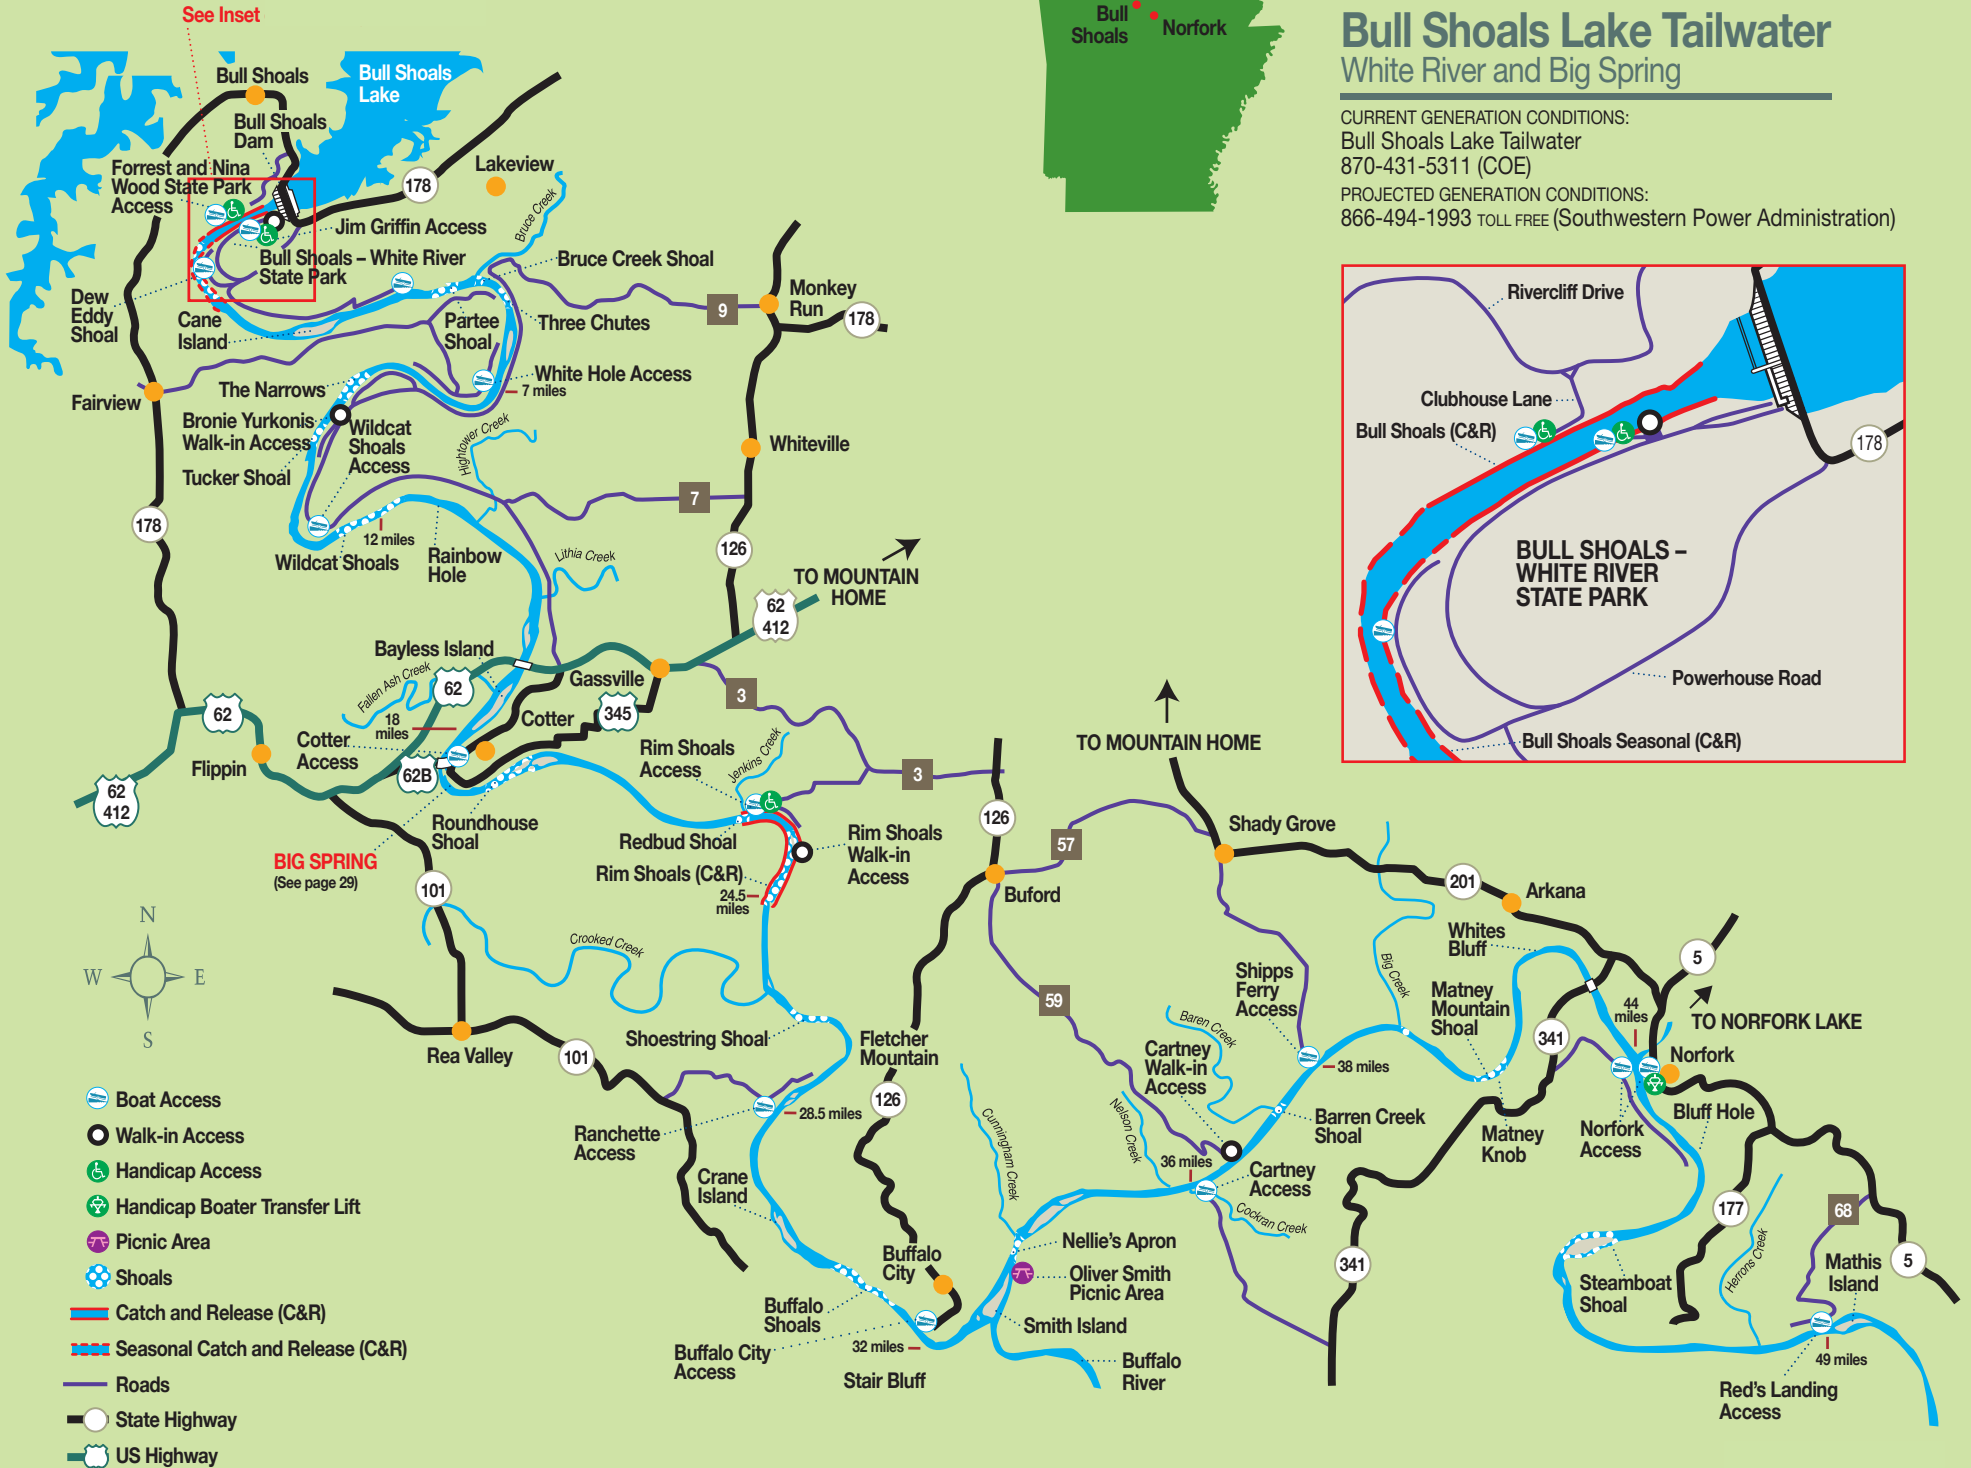 See Inset
Bull Shoals
Bull Shoals
Lake
Bull Shoals
Dam
Forrest and Nina
Wood State Park
Access
Lakeview
178
Bruce Creek
Jim Griffin Access
Bull Shoals – White River
State Park
Bruce Creek Shoal
Dew
Eddy
Shoal
Cane
Island
Partee
Shoal
Three Chutes
9
Monkey
Run
178
The Narrows
White Hole Access
7 miles
Fairview
Bronie Yurkonis
Walk-in Access
Wildcat
Shoals
Access
Hightower Creek
Whiteville
Tucker Shoal
7
178
12 miles
Wildcat Shoals
Rainbow
Hole
Lithia Creek
126
TO MOUNTAIN
HOME
62
412
Bayless Island
Fallen Ash Creek
62
Gassville
3
62
18
miles
Cotter
345
Cotter
Access
Flippin
62B
Rim Shoals
Access
Jenkins Creek
3
62
412
Roundhouse
Shoal
Redbud Shoal
Rim Shoals
Walk-in
Access
BIG SPRING
(See page 29)
Rim Shoals (C&R)
24.5
miles
101
126
Buford
57
TO MOUNTAIN HOME
Shady Grove
201
Arkana
N
W
E
S
Crooked Creek
Shoestring Shoal
Fletcher
Mountain
59
Rea Valley
101
126
28.5 miles
Ranchette
Access
Crane
Island
Cunningham Creek
Nelson Creek
Baren Creek
Cartney
Walk-in
Access
Shipps
Ferry
Access
38 miles
Big Creek
Whites
Bluff
Matney
Mountain
Shoal
341
44
miles
5
TO NORFORK LAKE
Norfork
Barren Creek
Shoal
36 miles
Cartney
Access
Cockran Creek
Matney
Knob
Norfork
Access
Bluff Hole
177
68
Herrons Creek
Mathis
Island
5
341
Steamboat
Shoal
49 miles
Red's Landing
Access
Buffalo
City
Nellie's Apron
Oliver Smith
Picnic Area
Smith Island
Buffalo
River
Buffalo
Shoals
Buffalo City
Access
32 miles
Stair Bluff
Boat Access
Walk-in Access
Handicap Access
Handicap Boater Transfer Lift
Picnic Area
Shoals
Catch and Release (C&R)
Seasonal Catch and Release (C&R)
Roads
State Highway
US Highway
Bull
Shoals
Norfork
Bull Shoals Lake Tailwater
White River and Big Spring
CURRENT GENERATION CONDITIONS:
Bull Shoals Lake Tailwater
870-431-5311 (COE)
PROJECTED GENERATION CONDITIONS:
866-494-1993 TOLL FREE (Southwestern Power Administration)
Rivercliff Drive
Clubhouse Lane
Bull Shoals (C&R)
178
BULL SHOALS –
WHITE RIVER
STATE PARK
Powerhouse Road
Bull Shoals Seasonal (C&R)